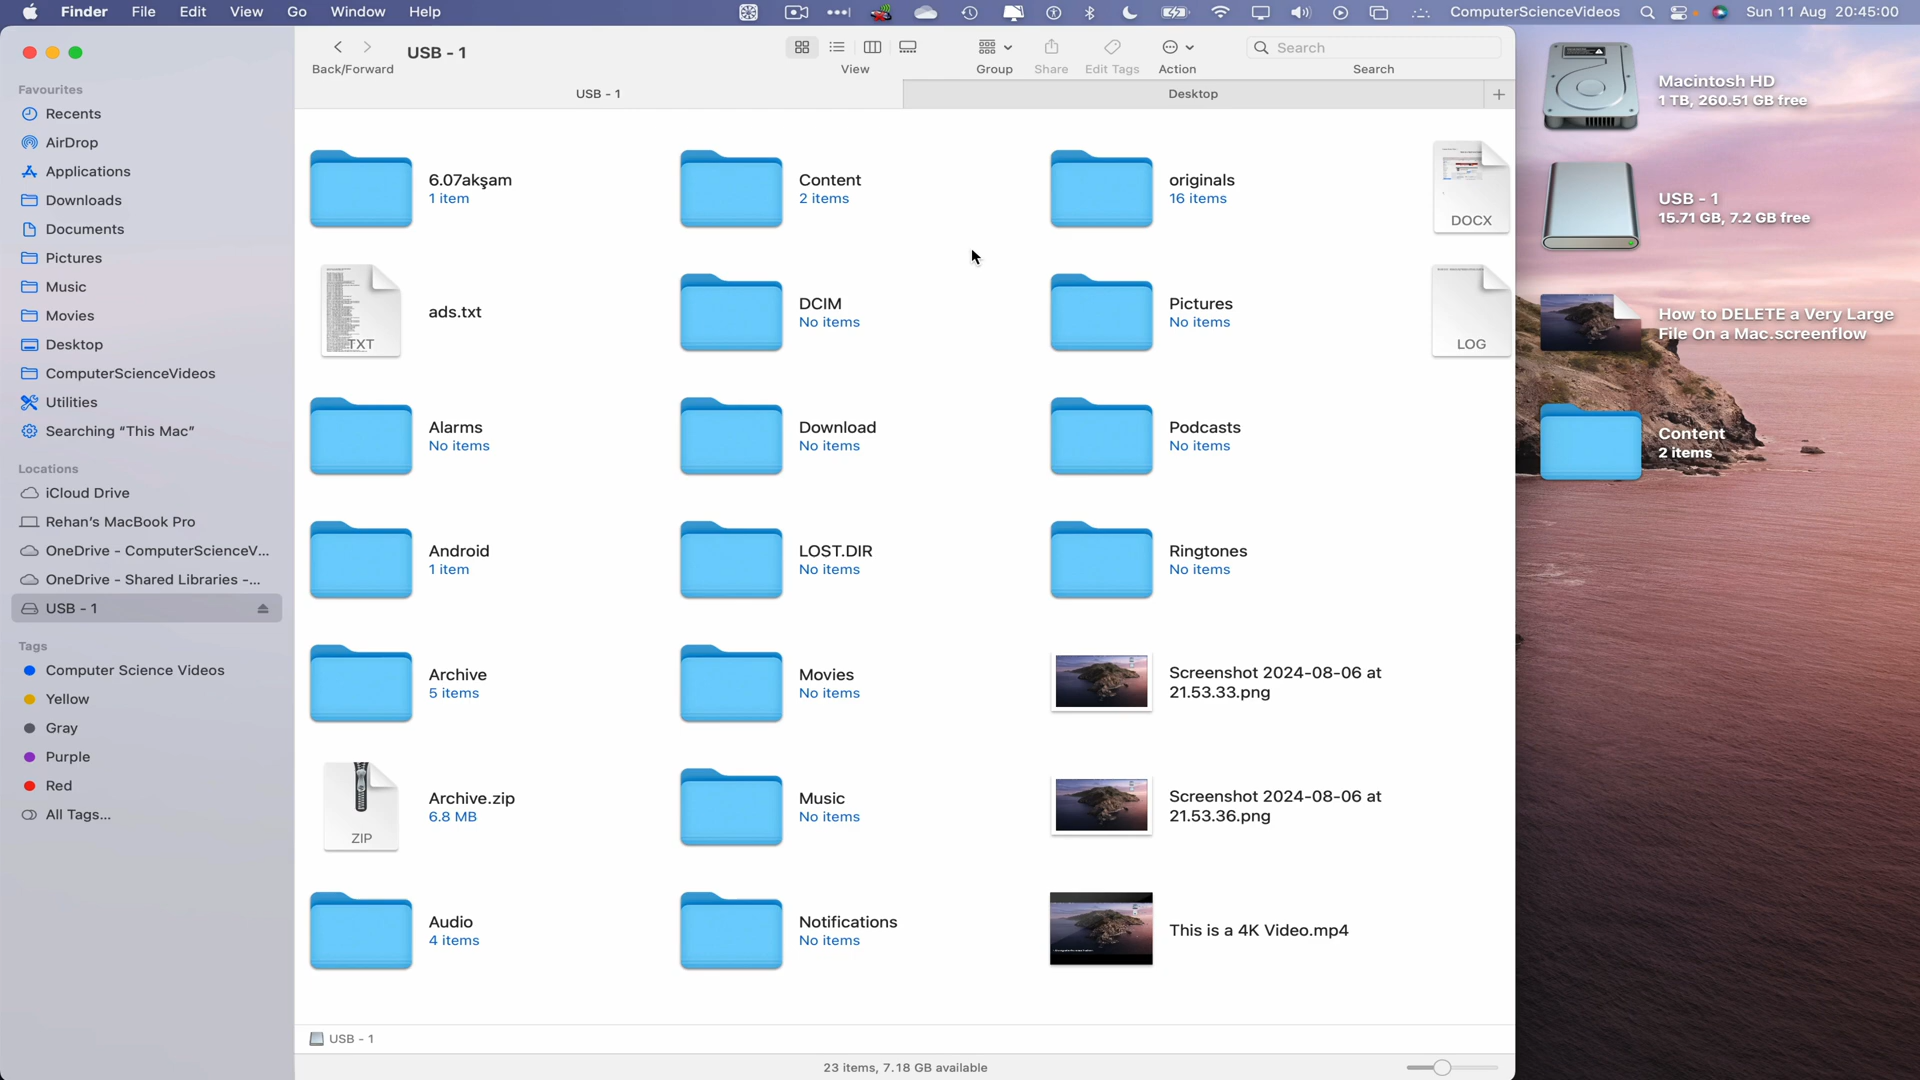 Finder File Edit View Go Window Help
ComputerScienceVideos Sun 11 Aug 20:45:00
Favourites
Recents
AirDrop
Applications
Downloads
Documents
Pictures
Music
Movies
Desktop
ComputerScienceVideos
Utilities
Searching “This Mac”
Locations
iCloud Drive
Rehan’s MacBook Pro
OneDrive - ComputerScienceV...
OneDrive - Shared Libraries -...
USB - 1
Tags
Computer Science Videos
Yellow
Gray
Purple
Red
All Tags...
Back/Forward
USB - 1
View
Group
Share
Edit Tags
Action
Search
Search
USB - 1
Desktop
6.07akşam
1 item
Content
2 items
originals
16 items
DOCX
TXT
ads.txt
DCIM
No items
Pictures
No items
LOG
Alarms
No items
Download
No items
Podcasts
No items
Android
1 item
LOST.DIR
No items
Ringtones
No items
Archive
5 items
Movies
No items
Screenshot 2024-08-06 at
21.53.33.png
ZIP
Archive.zip
6.8 MB
Music
No items
Screenshot 2024-08-06 at
21.53.36.png
Audio
4 items
Notifications
No items
This is a 4K Video.mp4
USB - 1
23 items, 7.18 GB available
Macintosh HD
1 TB, 260.51 GB free
USB - 1
15.71 GB, 7.2 GB free
How to DELETE a Very Large
File On a Mac.screenflow
Content
2 items